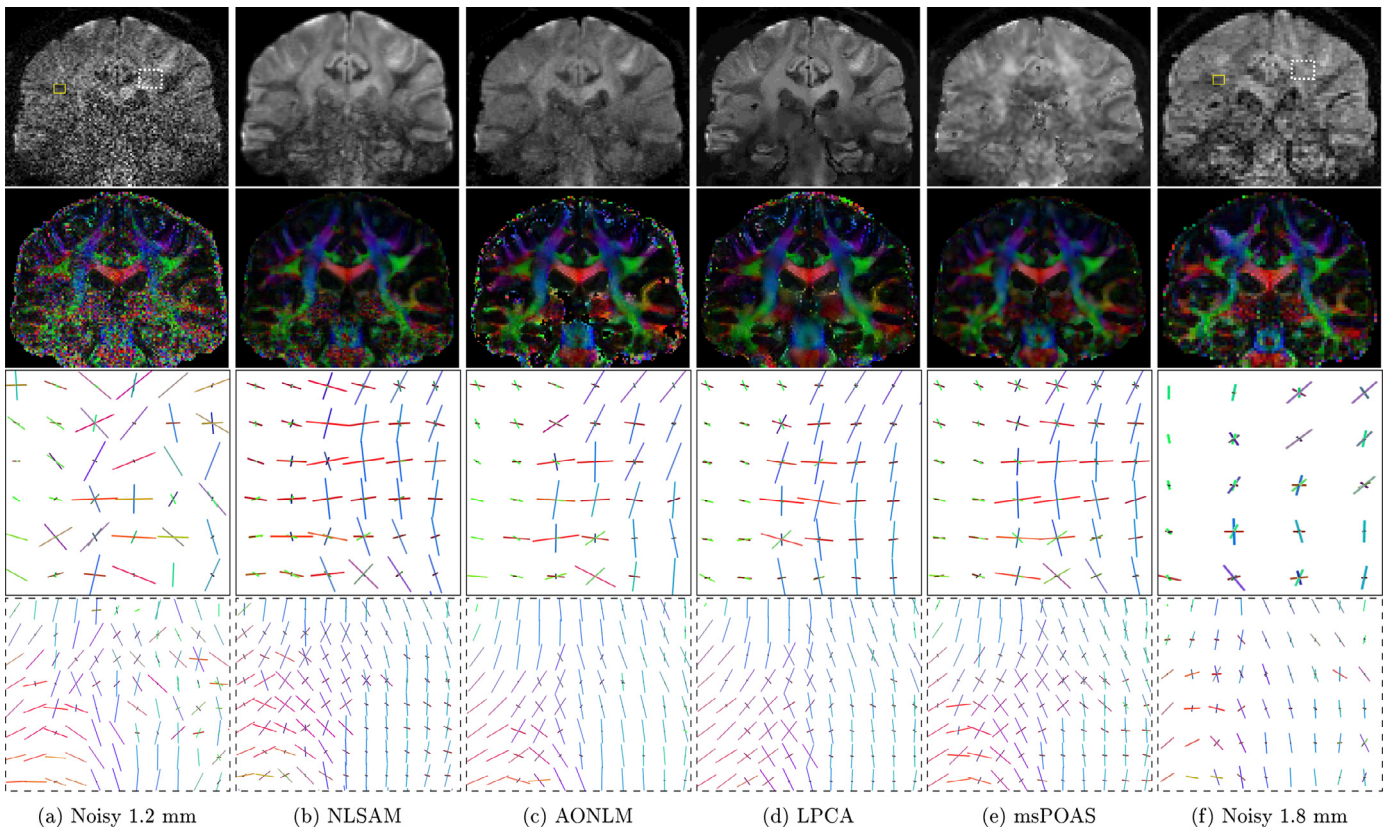 (a) Noisy 1.2 mm
(b) NLSAM
(c) AONLM
(d) LPCA
(e) msPOAS
(f) Noisy 1.8 mm